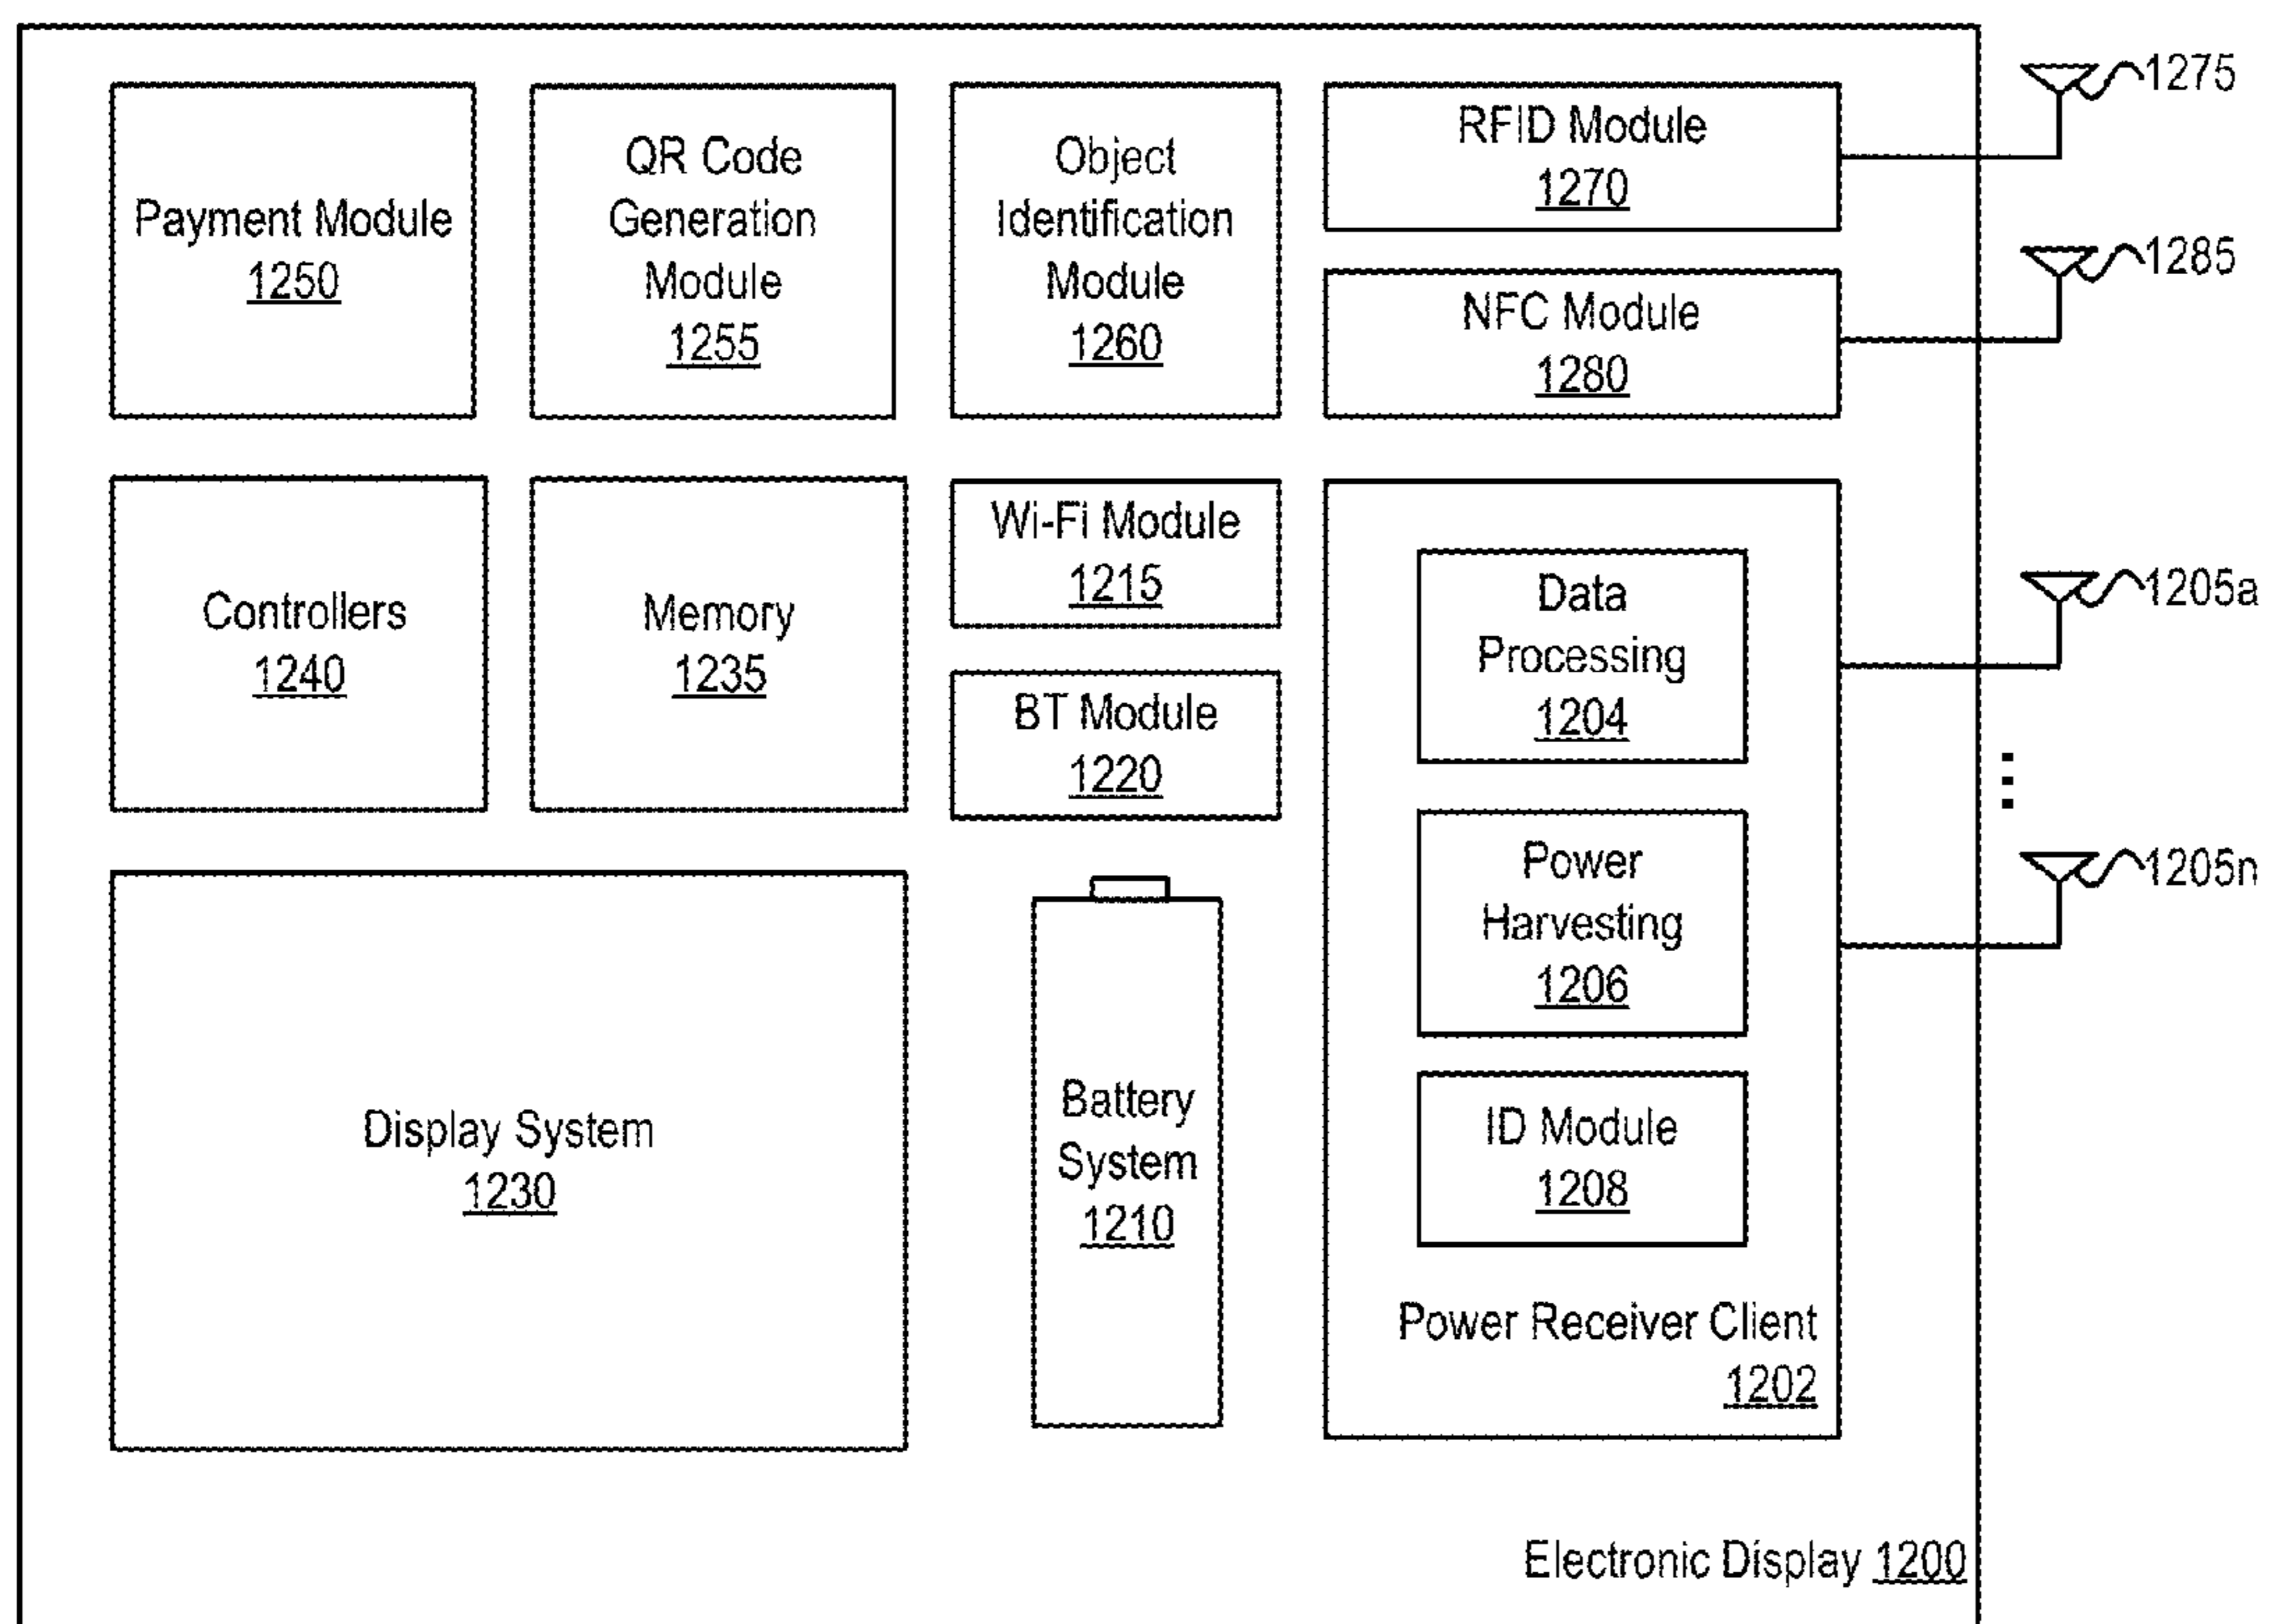 Payment Module
1250
QR Code
Generation
Module
1255
Object
Identification
Module
1260
RFID Module
1270
1275
NFC Module
1280
1285
Controllers
1240
Memory
1235
Wi-Fi Module
1215
BT Module
1220
Data
Processing
1204
1205a
Power
Harvesting
1206
1205n
ID Module
1208
Power Receiver Client
1202
Display System
1230
Battery
System
1210
Electronic Display 1200